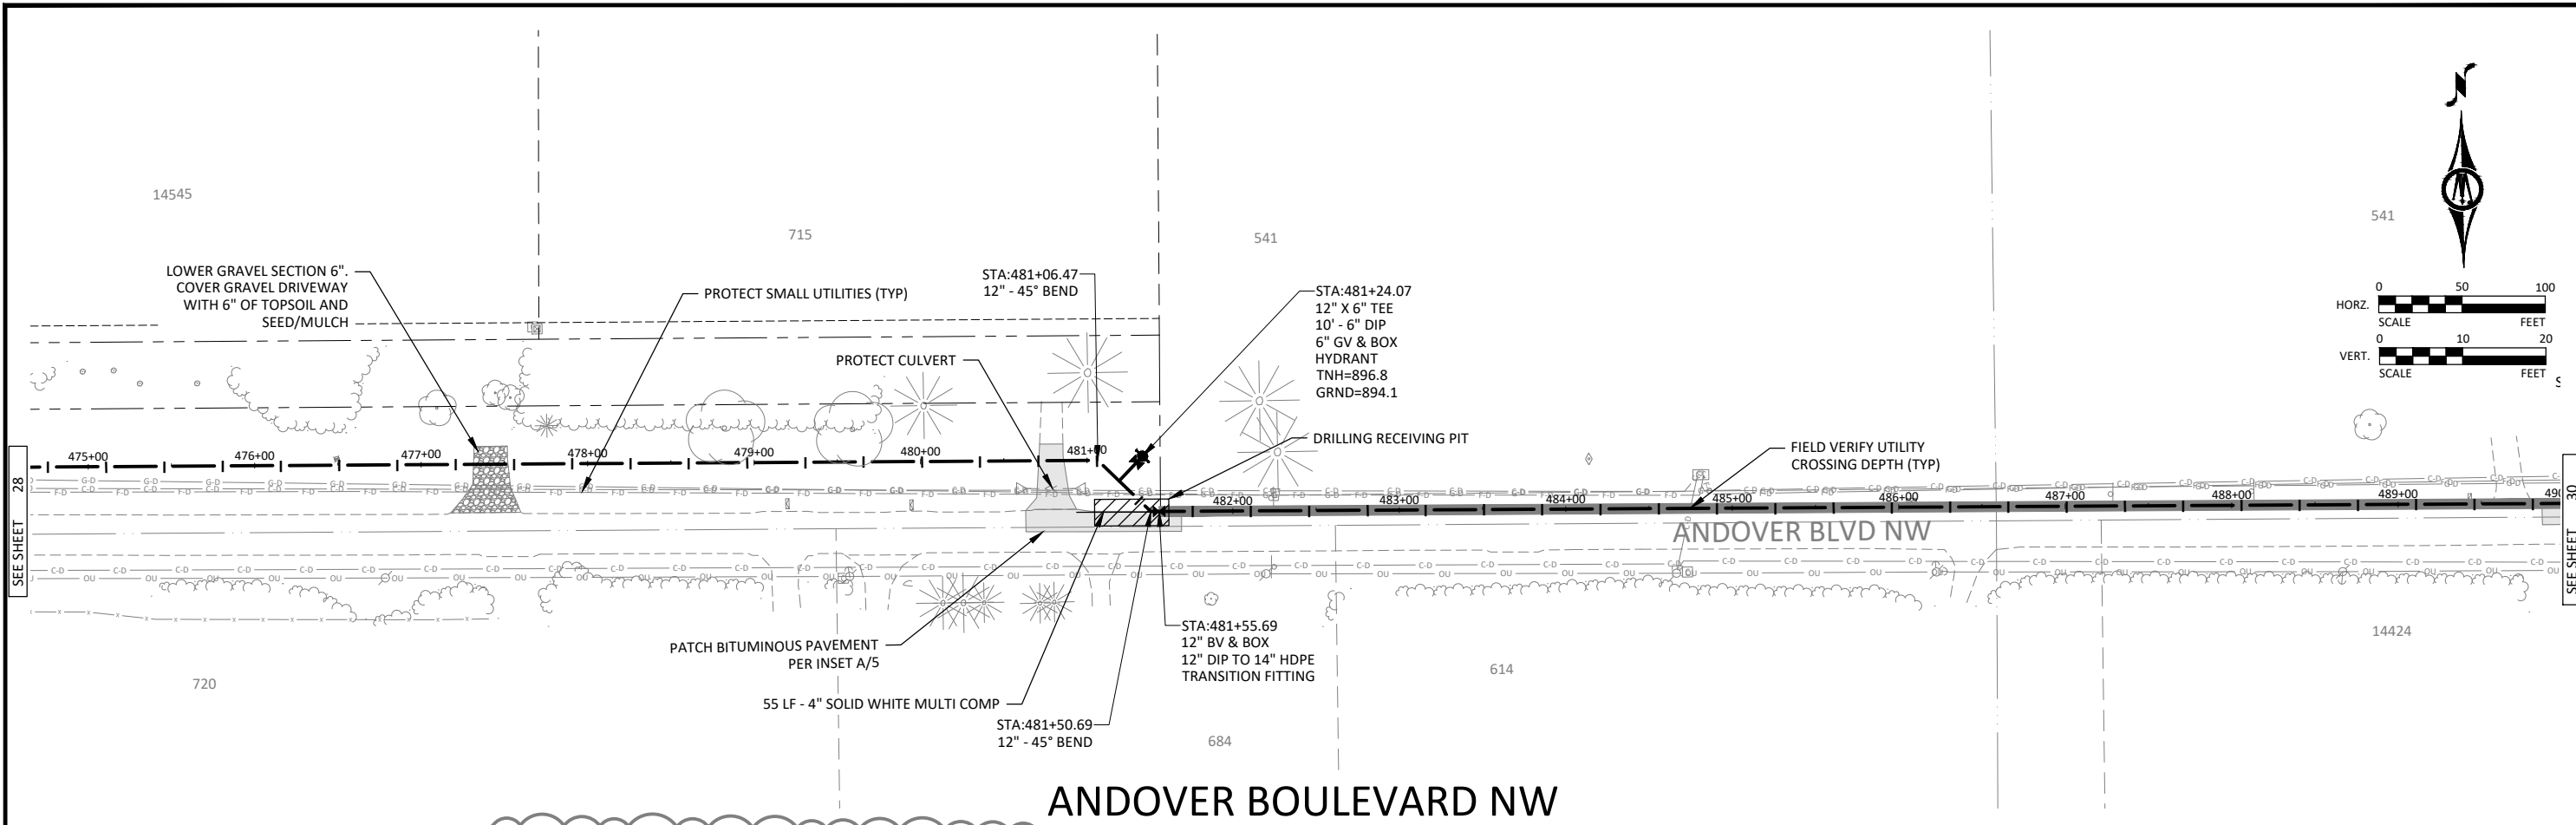 14545
715
541
541
N
0 50 100
HORZ.
SCALE FEET
0 10 20
VERT.
SCALE FEET
LOWER GRAVEL SECTION 6".
COVER GRAVEL DRIVEWAY
WITH 6" OF TOPSOIL AND
SEED/MULCH
PROTECT SMALL UTILITIES (TYP)
STA:481+06.47
12" - 45° BEND
STA:481+24.07
12" X 6" TEE
10' - 6" DIP
6" GV & BOX
HYDRANT
TNH=896.8
GRND=894.1
PROTECT CULVERT
DRILLING RECEIVING PIT
FIELD VERIFY UTILITY
CROSSING DEPTH (TYP)
SEE SHEET 28
475+00 476+00 477+00 478+00 479+00 480+00 481+00
482+00 483+00 484+00 485+00 486+00 487+00 488+00 489+00 490
SEE SHEET 30
ANDOVER BLVD NW
PATCH BITUMINOUS PAVEMENT
PER INSET A/5
55 LF - 4" SOLID WHITE MULTI COMP
STA:481+50.69
12" - 45° BEND
STA:481+55.69
12" BV & BOX
12" DIP TO 14" HDPE
TRANSITION FITTING
720
684
614
14424
ANDOVER BOULEVARD NW